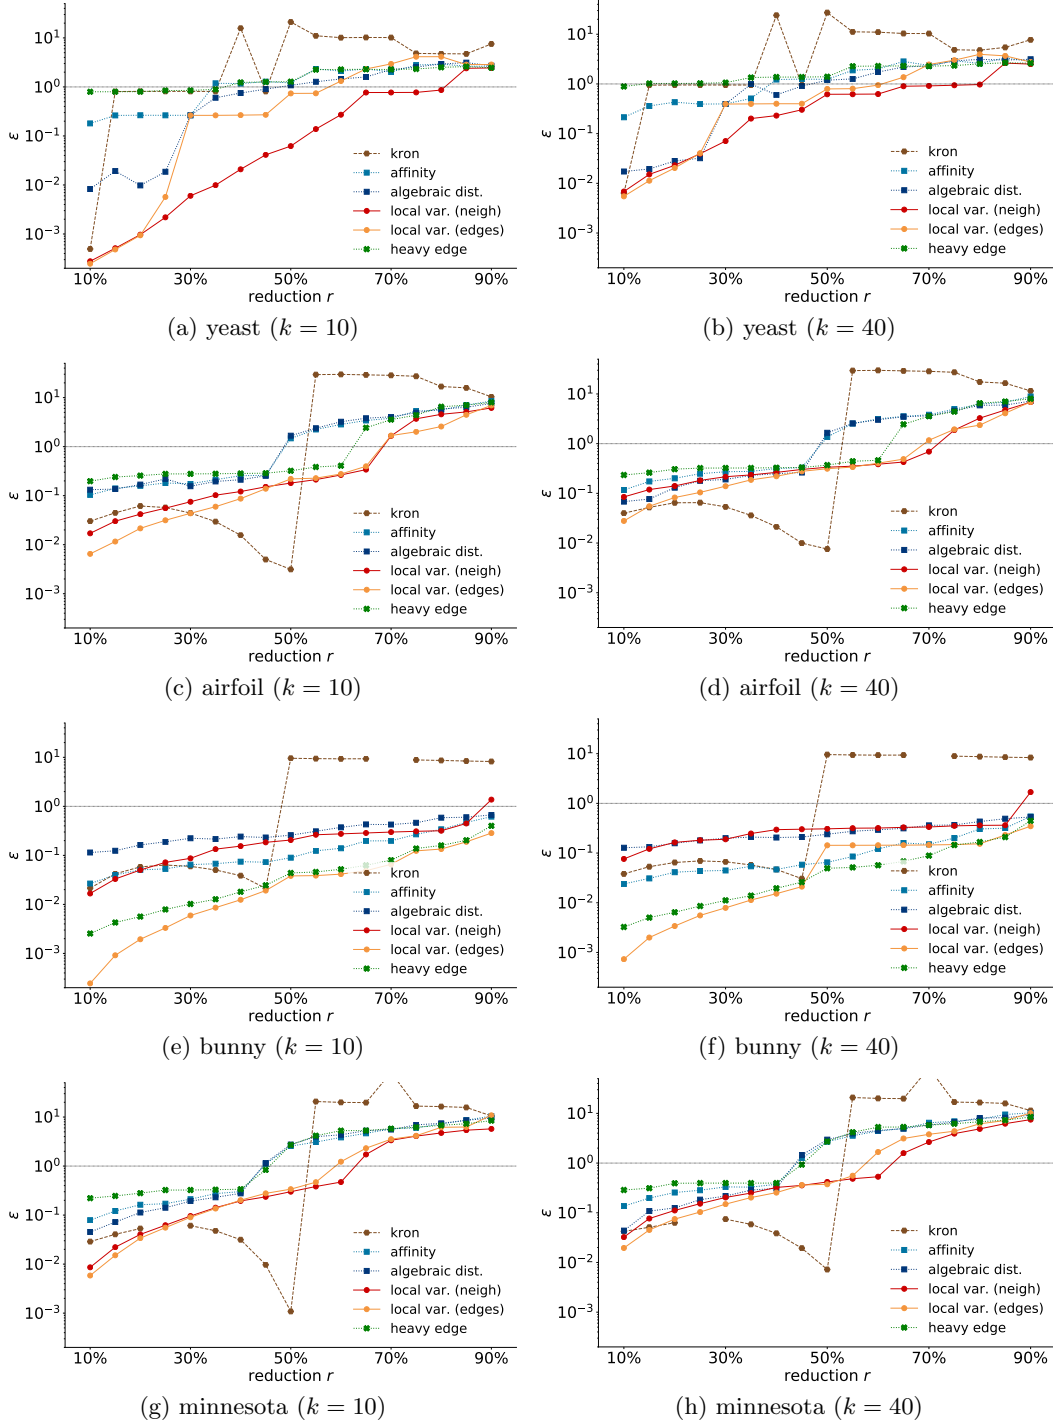 10¹
10⁰
10⁻¹
10⁻²
10⁻³
ε
kron
affinity
algebraic dist.
local var. (neigh)
local var. (edges)
heavy edge
10% 30% 50% 70% 90%
reduction r
(a) yeast (k = 10)
10¹
10⁰
10⁻¹
10⁻²
10⁻³
ε
kron
affinity
algebraic dist.
local var. (neigh)
local var. (edges)
heavy edge
10% 30% 50% 70% 90%
reduction r
(b) yeast (k = 40)
10¹
10⁰
10⁻¹
10⁻²
10⁻³
ε
kron
affinity
algebraic dist.
local var. (neigh)
local var. (edges)
heavy edge
10% 30% 50% 70% 90%
reduction r
(c) airfoil (k = 10)
10¹
10⁰
10⁻¹
10⁻²
10⁻³
ε
kron
affinity
algebraic dist.
local var. (neigh)
local var. (edges)
heavy edge
10% 30% 50% 70% 90%
reduction r
(d) airfoil (k = 40)
10¹
10⁰
10⁻¹
10⁻²
10⁻³
ε
kron
affinity
algebraic dist.
local var. (neigh)
local var. (edges)
heavy edge
10% 30% 50% 70% 90%
reduction r
(e) bunny (k = 10)
10¹
10⁰
10⁻¹
10⁻²
10⁻³
ε
kron
affinity
algebraic dist.
local var. (neigh)
local var. (edges)
heavy edge
10% 30% 50% 70% 90%
reduction r
(f) bunny (k = 40)
10¹
10⁰
10⁻¹
10⁻²
10⁻³
ε
kron
affinity
algebraic dist.
local var. (neigh)
local var. (edges)
heavy edge
10% 30% 50% 70% 90%
reduction r
(g) minnesota (k = 10)
10¹
10⁰
10⁻¹
10⁻²
10⁻³
ε
kron
affinity
algebraic dist.
local var. (neigh)
local var. (edges)
heavy edge
10% 30% 50% 70% 90%
reduction r
(h) minnesota (k = 40)